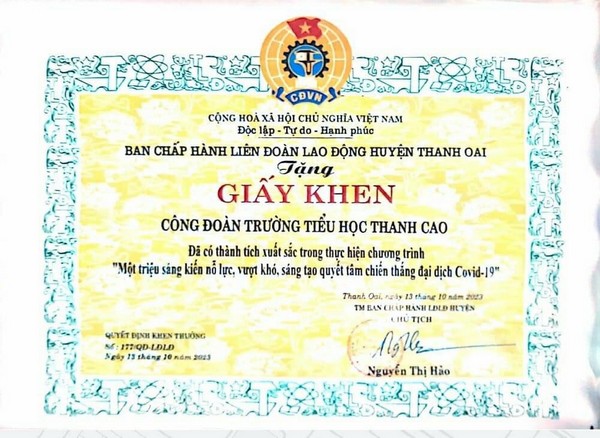 CĐVN
CỘNG HOÀ XÃ HỘI CHỦ NGHĨA VIỆT NAM
Độc lập - Tự do - Hạnh phúc
BAN CHẤP HÀNH LIÊN ĐOÀN LAO ĐỘNG HUYỆN THANH OAI
Tặng
GIẤY KHEN
CÔNG ĐOÀN TRƯỜNG TIỂU HỌC THANH CAO
Đã có thành tích xuất sắc trong thực hiện chương trình
"Một triệu sáng kiến nỗ lực, vượt khó, sáng tạo quyết tâm chiến thắng đại dịch Covid-19"
Thanh Oai, ngày 13 tháng 10 năm 2023
TM BAN CHẤP HÀNH LĐLĐ HUYỆN
CHỦ TỊCH
QUYẾT ĐỊNH KHEN THƯỞNG
Số: 177/QĐ-LĐLĐ
Ngày 13 tháng 10 năm 2023
Nguyễn Thị Hảo